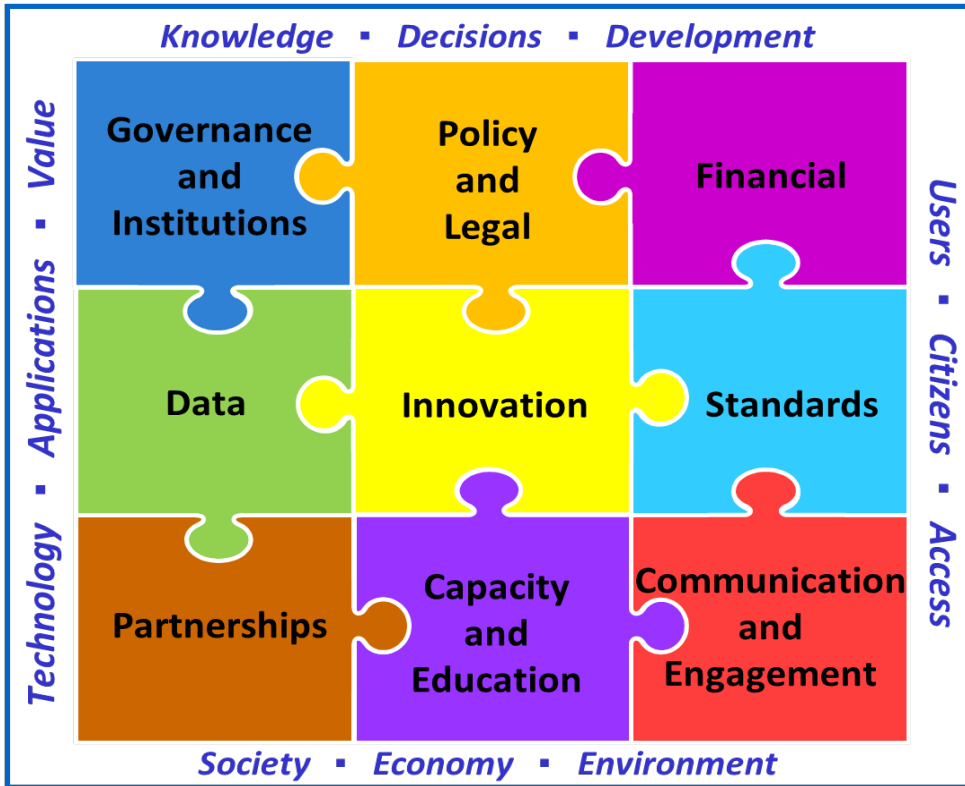 Knowledge ▪ Decisions ▪ Development
Technology ▪ Applications ▪ Value
Governance
and
Institutions
Policy
and
Legal
Financial
Data
Innovation
Standards
Partnerships
Capacity
and
Education
Communication
and
Engagement
Users ▪ Citizens ▪ Access
Society ▪ Economy ▪ Environment